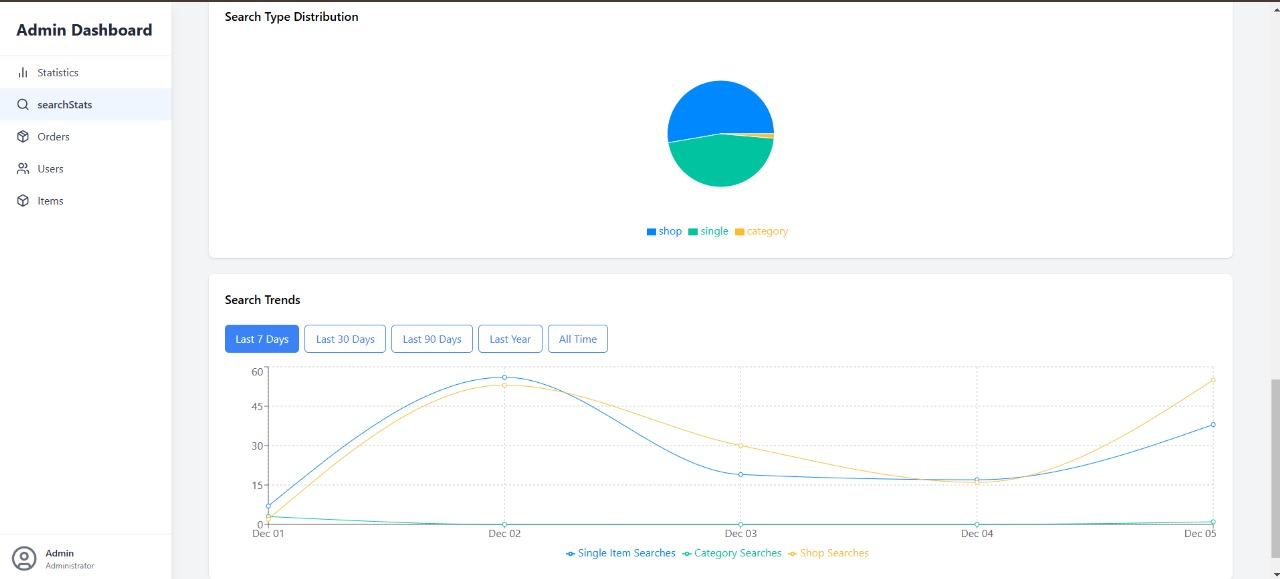 Admin Dashboard
Statistics
searchStats
Orders
Users
Items
Admin
Administrator
Search Type Distribution
shop single category
Search Trends
Last 7 Days Last 30 Days Last 90 Days Last Year All Time
60
45
30
15
0
Dec 01 Dec 02 Dec 03 Dec 04 Dec 05
Single Item Searches Category Searches Shop Searches